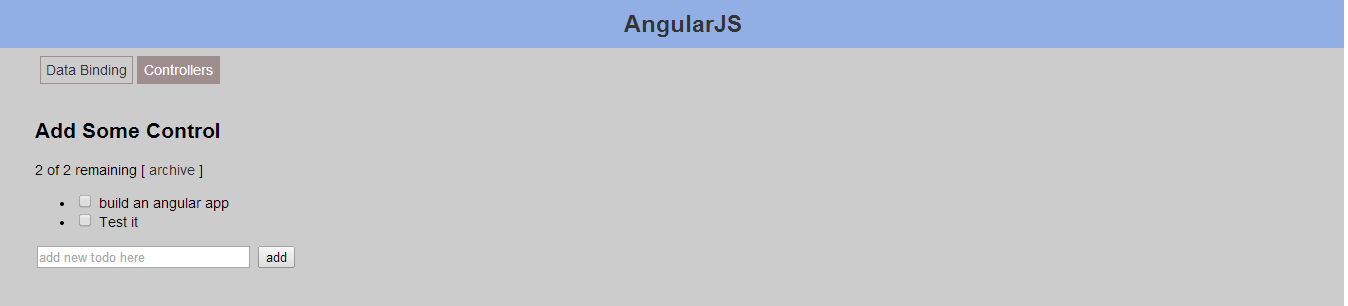 AngularJS
Data Binding Controllers
Add Some Control
2 of 2 remaining [ archive ]
build an angular app
Test it
add new todo here add